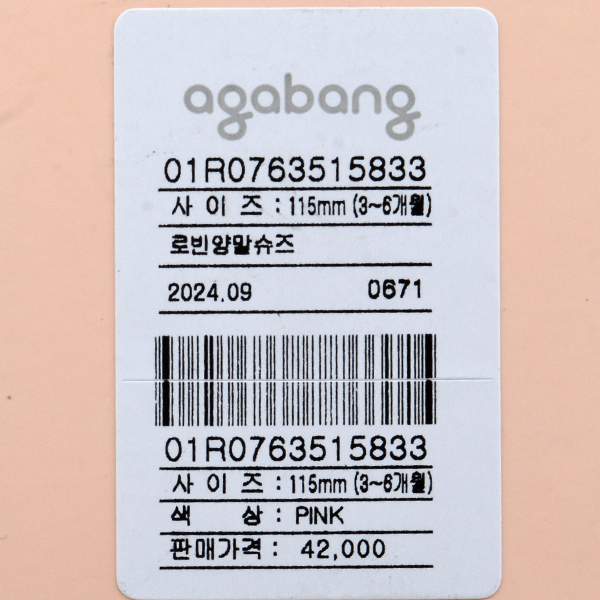 agabang
01R0763515833
사 이 즈 : 115mm (3~6개월)
로빈양말슈즈
2024.09 0671
01R0763515833
사 이 즈 : 115mm (3~6개월)
색 상 : PINK
판매가격 : 42,000